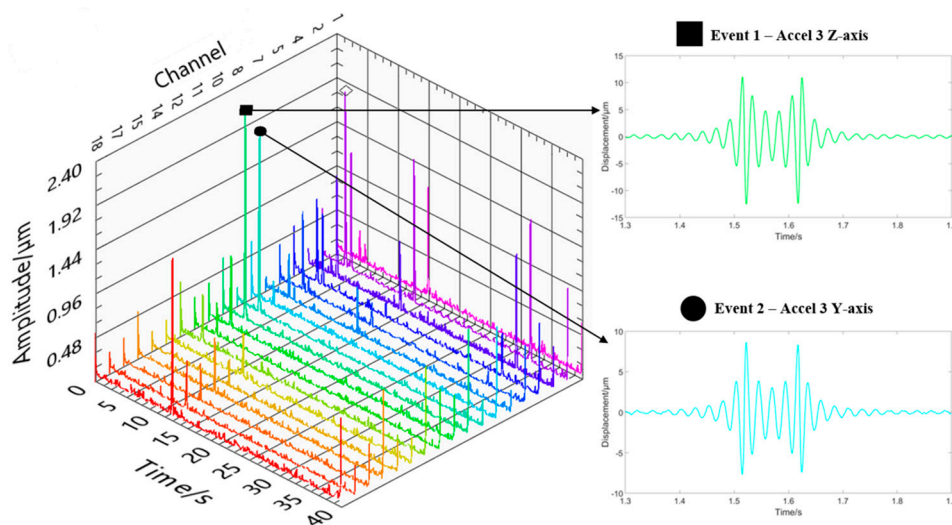 Channel
18 17 15 14 12 11 10 8 7 5 4 2 1
Amplitude/µm
2.40
1.92
1.44
0.96
0.48
0 5 10 15 20 25 30 35 40
Time/s
Event 1 – Accel 3 Z-axis
Displacement/µm
15
10
5
0
-5
-10
-15
1.3 1.4 1.5 1.6 1.7 1.8 1.9
Time/s
Event 2 – Accel 3 Y-axis
Displacement/µm
10
5
0
-5
-10
1.3 1.4 1.5 1.6 1.7 1.8 1.9
Time/s